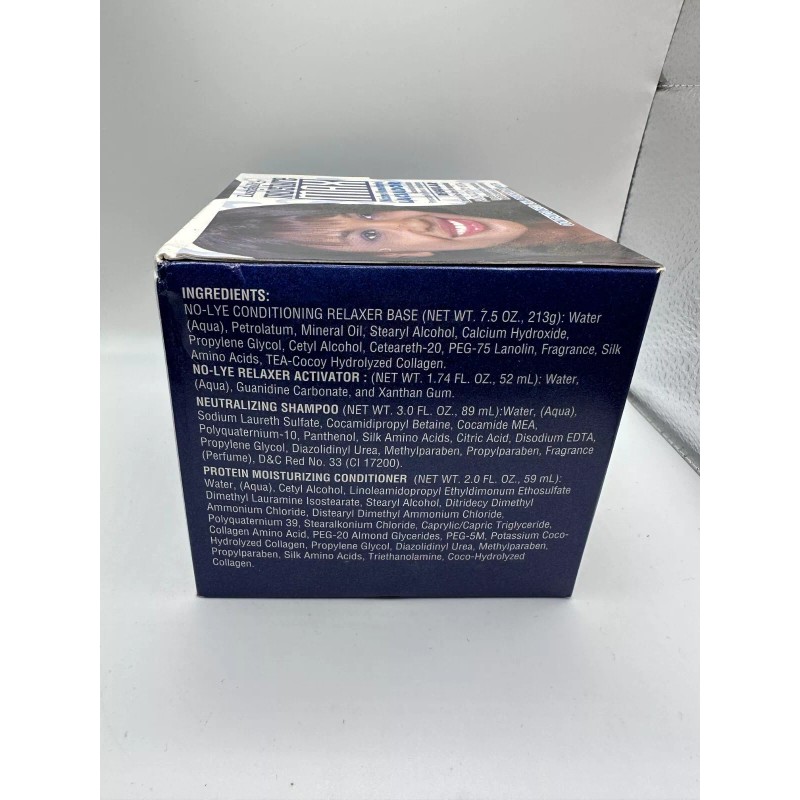 INGREDIENTS:
NO-LYE CONDITIONING RELAXER BASE (NET WT. 7.5 OZ., 213g): Water
(Aqua), Petrolatum, Mineral Oil, Stearyl Alcohol, Calcium Hydroxide,
Propylene Glycol, Cetyl Alcohol, Ceteareth-20, PEG-75 Lanolin, Fragrance, Silk
Amino Acids, TEA-Cocoy Hydrolyzed Collagen.
NO-LYE RELAXER ACTIVATOR : (NET WT. 1.74 FL. OZ., 52 mL): Water,
(Aqua), Guanidine Carbonate, and Xanthan Gum.
NEUTRALIZING SHAMPOO (NET WT. 3.0 FL. OZ., 89 mL):Water, (Aqua),
Sodium Laureth Sulfate, Cocamidipropyl Betaine, Cocamide MEA,
Polyquaternium-10, Panthenol, Silk Amino Acids, Citric Acid, Disodium EDTA,
Propylene Glycol, Diazolidinyl Urea, Methylparaben, Propylparaben, Fragrance
(Perfume), D&C Red No. 33 (CI 17200).
PROTEIN MOISTURIZING CONDITIONER (NET WT. 2.0 FL. OZ., 59 mL):
Water, (Aqua), Cetyl Alcohol, Linoleamidopropyl Ethyldimonum Ethosulfate
Dimethyl Lauramine Isostearate, Stearyl Alcohol, Ditridecy Dimethyl
Ammonium Chloride, Distearyl Dimethyl Ammonium Chloride,
Polyquaternium 39, Stearalkonium Chloride, Caprylic/Capric Triglyceride,
Collagen Amino Acid, PEG-20 Almond Glycerides, PEG-5M, Potassium Coco-
Hydrolyzed Collagen, Propylene Glycol, Diazolidinyl Urea, Methylparaben,
Propylparaben, Silk Amino Acids, Triethanolamine, Coco-Hydrolyzed
Collagen.